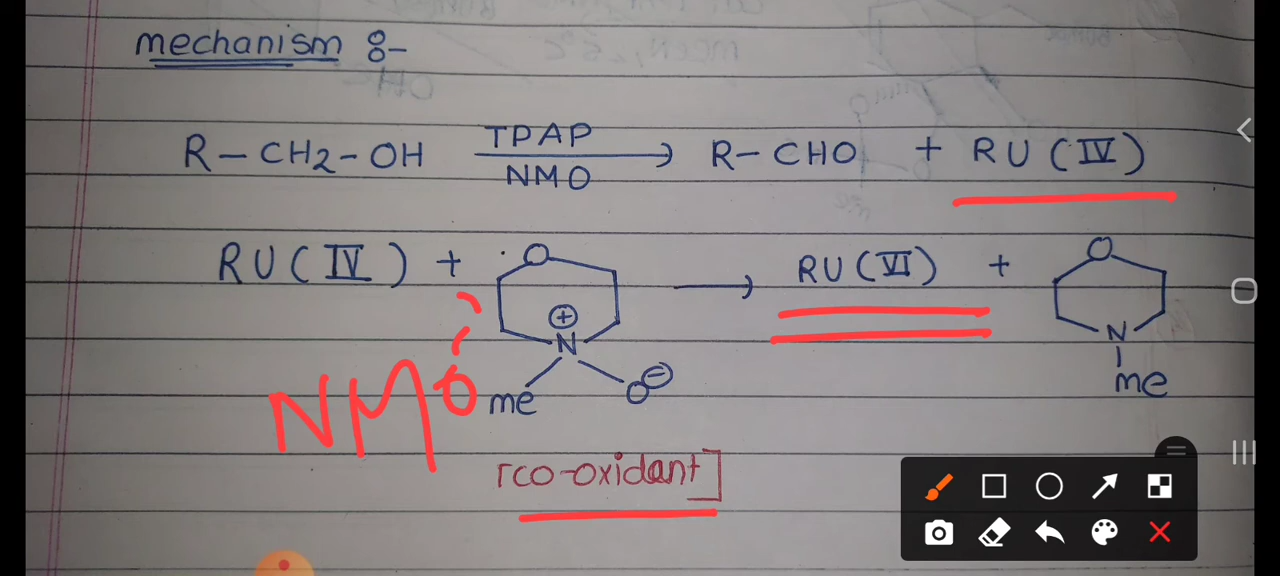 mechanism :-
R-CH2-OH TPAP NMO R-CHO + RU(IV)
RU(IV) + O N ⊕ me O⊖ → RU(VI) + O N me
NMO
[co-oxidant]